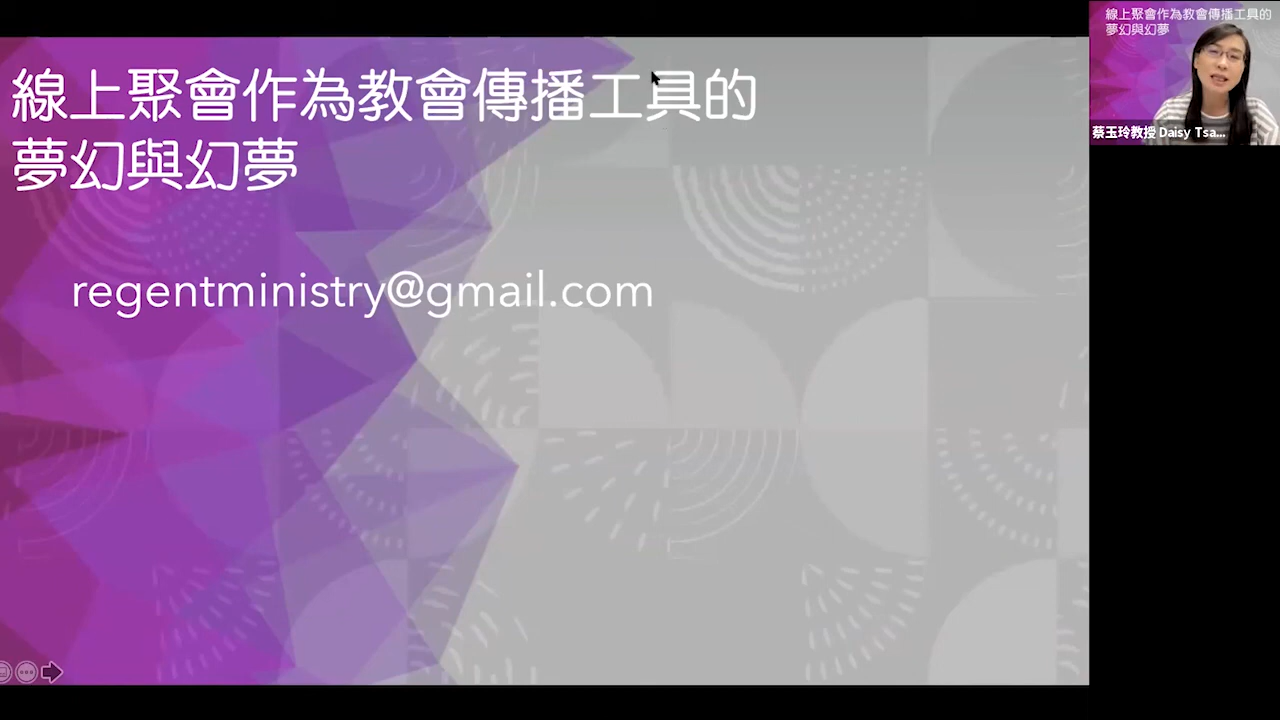 線上聚會作為教會傳播工具的
夢幻與幻夢
regentministry@gmail.com
線上聚會作為教會傳播工具的
夢幻與幻夢
蔡玉玲教授 Daisy Tsa...